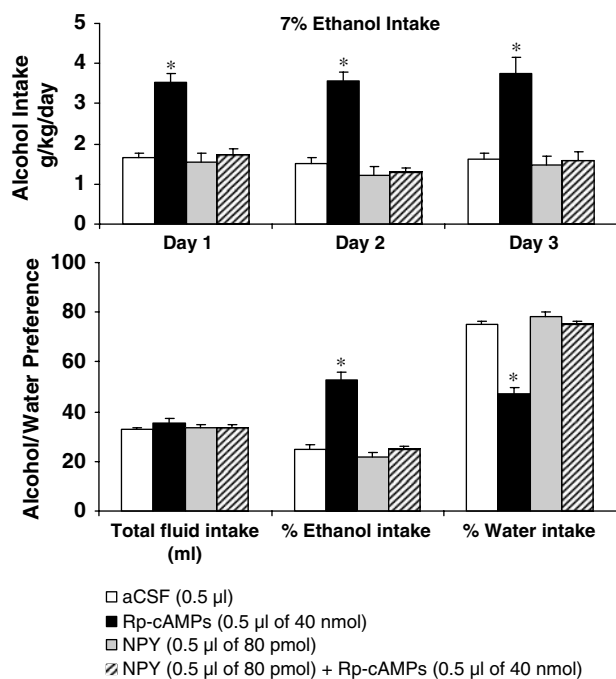 7% Ethanol Intake
Alcohol Intake
g/kg/day
5
4
3
2
1
0
*
*
*
Day 1
Day 2
Day 3
Alcohol/Water Preference
100
80
60
40
20
0
*
*
Total fluid intake
(ml)
% Ethanol intake
% Water intake
aCSF (0.5 µl)
Rp-cAMPs (0.5 µl of 40 nmol)
NPY (0.5 µl of 80 pmol)
NPY (0.5 µl of 80 pmol) + Rp-cAMPs (0.5 µl of 40 nmol)